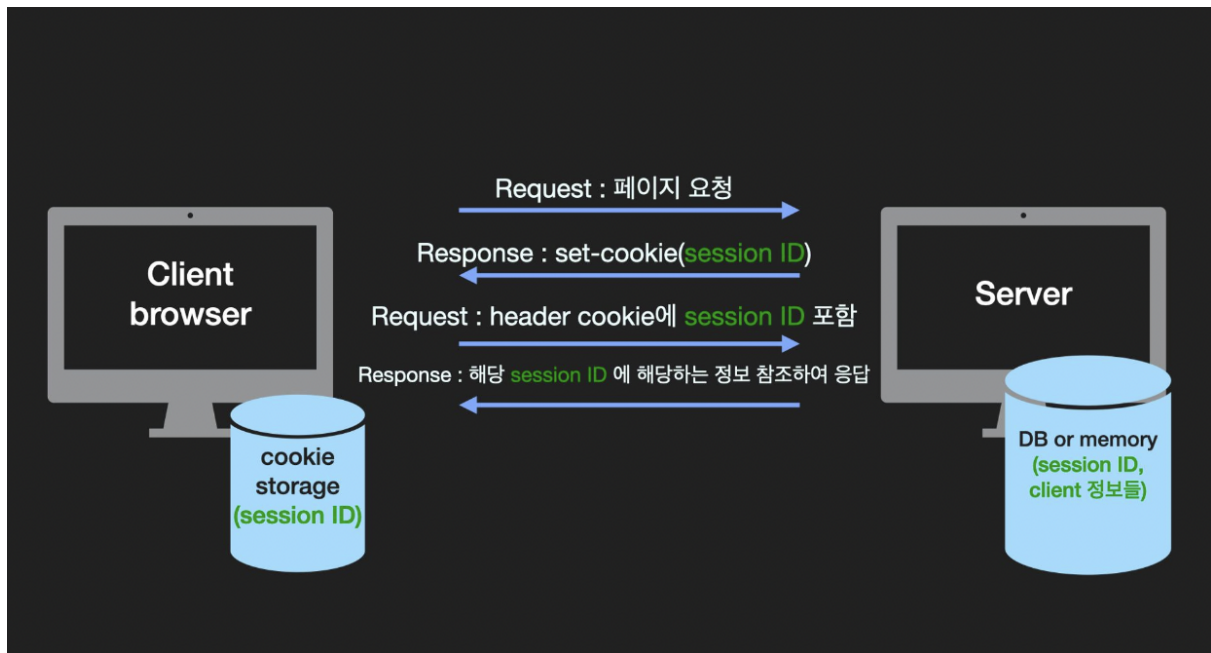 Request : 페이지 요청
Response : set-cookie(session ID)
Request : header cookie에 session ID 포함
Response : 해당 session ID 에 해당하는 정보 참조하여 응답
Client
browser
Server
cookie
storage
(session ID)
DB or memory
(session ID,
client 정보들)